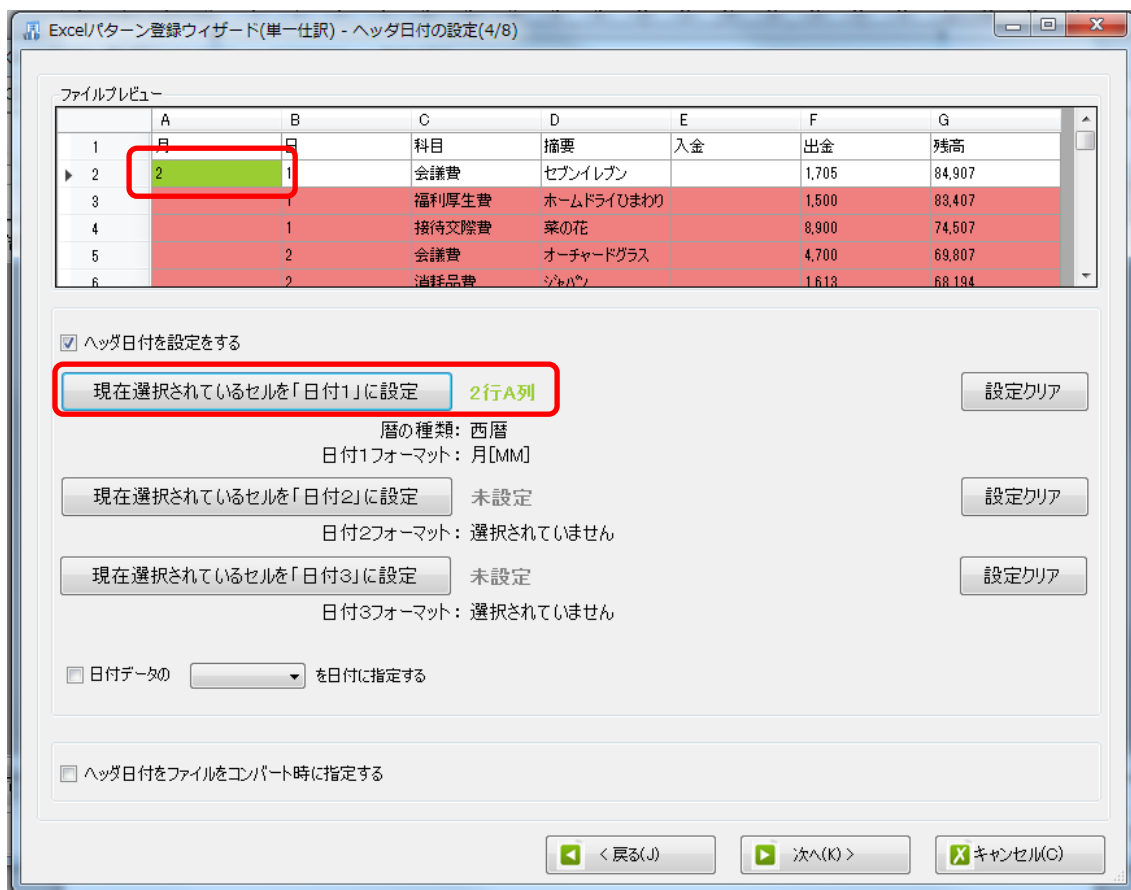 Excelパターン登録ウィザード(単一仕訳) - ヘッダ日付の設定(4/8)
ファイルプレビュー
A B C D E F G
1 月 日 科目 摘要 入金 出金 残高
2 2 1 会議費 セブンイレブン 1,705 84,907
3 1 福利厚生費 ホームドライひまわり 1,500 83,407
4 1 接待交際費 菜の花 8,900 74,507
5 2 会議費 オーチャードグラス 4,700 69,807
6 2 消耗品費 ジャパン 1,613 68,194
ヘッダ日付を設定をする
現在選択されているセルを「日付1」に設定 2行A列 設定クリア
暦の種類: 西暦
日付1フォーマット: 月[MM]
現在選択されているセルを「日付2」に設定 未設定 設定クリア
日付2フォーマット: 選択されていません
現在選択されているセルを「日付3」に設定 未設定 設定クリア
日付3フォーマット: 選択されていません
日付データの を日付に指定する
ヘッダ日付をファイルをコンバート時に指定する
< 戻る(J) 次へ(K) > キャンセル(C)